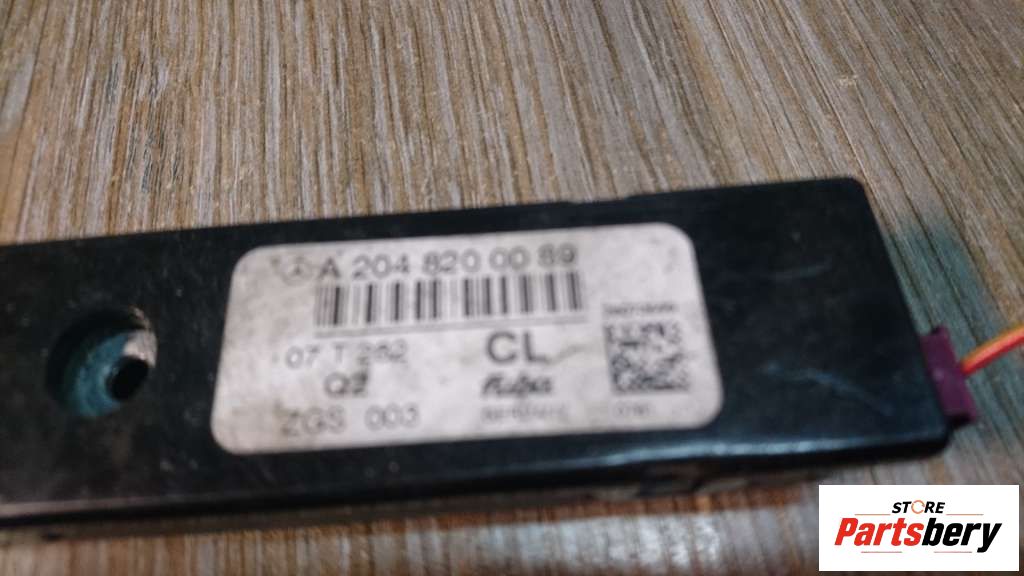 A 204 820 00 89
07 T 262
CL
Q2
ZGS 003
STORE
Partsbery